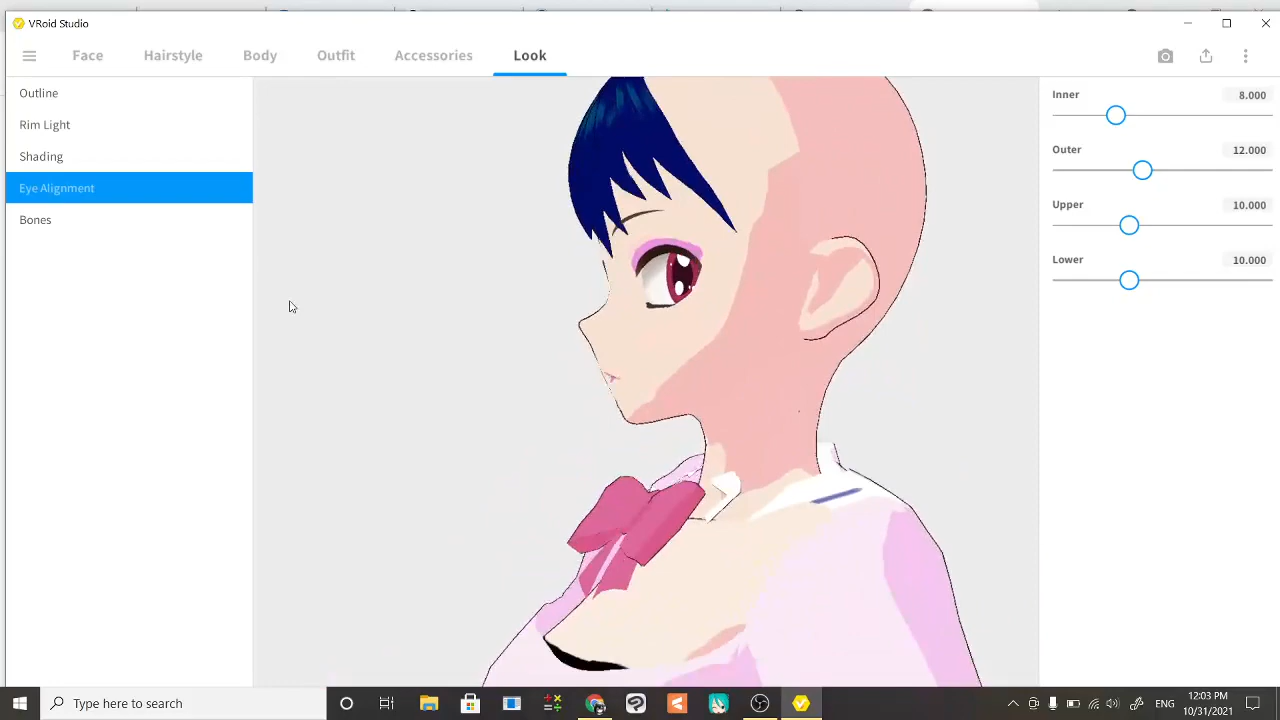 VRoid Studio
Face Hairstyle Body Outfit Accessories Look
Outline
Rim Light
Shading
Eye Alignment
Bones
Inner 8.000
Outer 12.000
Upper 10.000
Lower 10.000
Type here to search
ENG
12:03 PM
10/31/2021